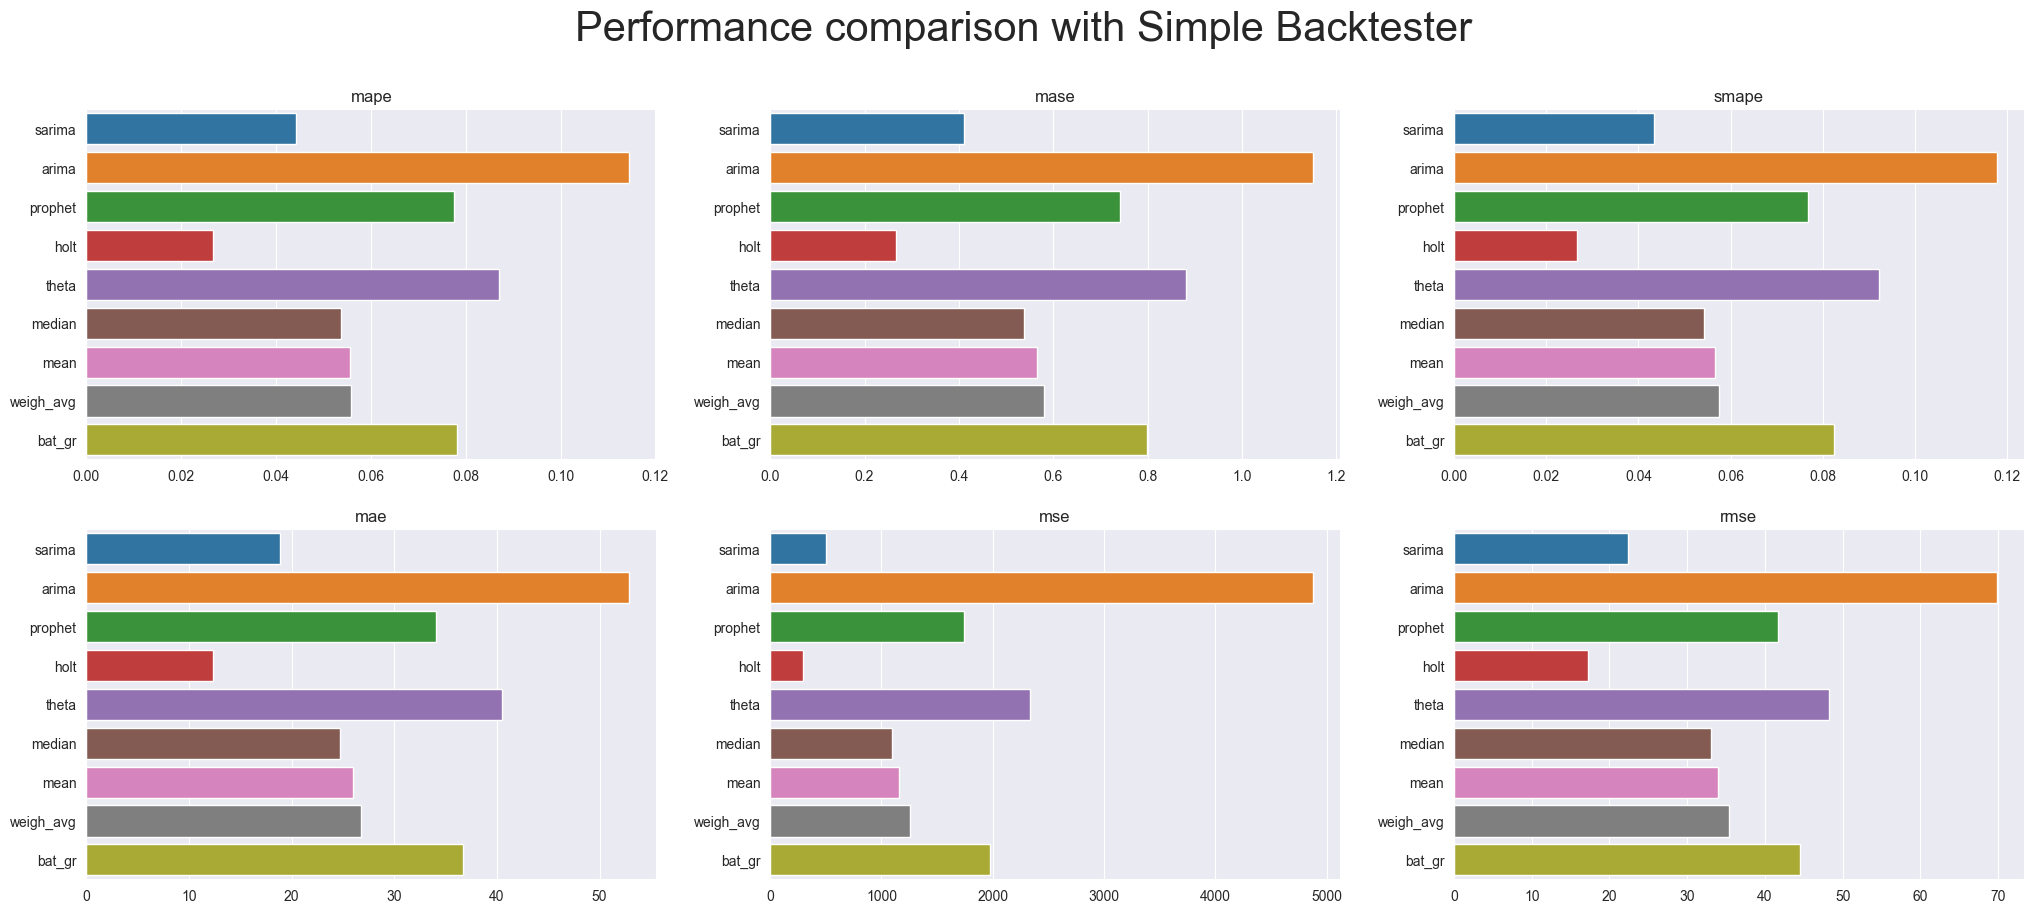 Performance comparison with Simple Backtester
mape
sarima
arima
prophet
holt
theta
median
mean
weigh_avg
bat_gr
0.00 0.02 0.04 0.06 0.08 0.10 0.12
mase
sarima
arima
prophet
holt
theta
median
mean
weigh_avg
bat_gr
0.0 0.2 0.4 0.6 0.8 1.0 1.2
smape
sarima
arima
prophet
holt
theta
median
mean
weigh_avg
bat_gr
0.00 0.02 0.04 0.06 0.08 0.10 0.12
mae
sarima
arima
prophet
holt
theta
median
mean
weigh_avg
bat_gr
0 10 20 30 40 50
mse
sarima
arima
prophet
holt
theta
median
mean
weigh_avg
bat_gr
0 1000 2000 3000 4000 5000
rmse
sarima
arima
prophet
holt
theta
median
mean
weigh_avg
bat_gr
0 10 20 30 40 50 60 70